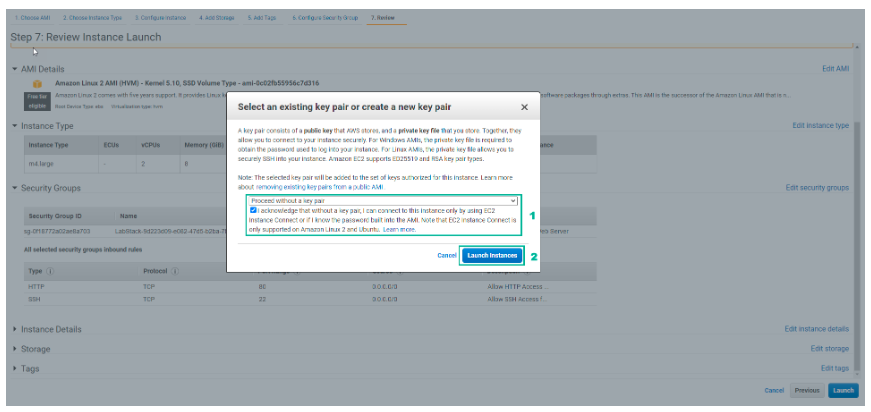 1. Choose AMI 2. Choose Instance Type 3. Configure Instance 4. Add Storage 5. Add Tags 6. Configure Security Group 7. Review
Step 7: Review Instance Launch
AMI Details Edit AMI
Amazon Linux 2 AMI (HVM) - Kernel 5.10, SSD Volume Type - ami-0c02fb55956c7d316
Free tier eligible
Amazon Linux 2 comes with five years support. It provides Linux k software packages through extras. This AMI is the successor of the Amazon Linux AMI that is n...
Root Device Type: ebs Virtualization type: hvm
Select an existing key pair or create a new key pair ×
A key pair consists of a public key that AWS stores, and a private key file that you store. Together, they
allow you to connect to your instance securely. For Windows AMIs, the private key file is required to
obtain the password used to log into your instance. For Linux AMIs, the private key file allows you to
securely SSH into your instance. Amazon EC2 supports ED25519 and RSA key pair types.
Note: The selected key pair will be added to the set of keys authorized for this instance. Learn more
about removing existing key pairs from a public AMI.
Proceed without a key pair
I acknowledge that without a key pair, I can connect to this instance only by using EC2
Instance Connect or if I know the password built into the AMI. Note that EC2 Instance Connect is
only supported on Amazon Linux 2 and Ubuntu. Learn more.
1
Cancel Launch Instances 2
Instance Type Edit instance type
Instance Type ECUs vCPUs Memory (GiB)
m4.large - 2 8
Security Groups Edit security groups
Security Group ID Name
All selected security groups inbound rules
Type Protocol
HTTP TCP 80 0.0.0.0/0 Allow HTTP Access ...
SSH TCP 22 0.0.0.0/0 Allow SSH Access f...
Instance Details Edit instance details
Storage Edit storage
Tags Edit tags
Cancel Previous Launch